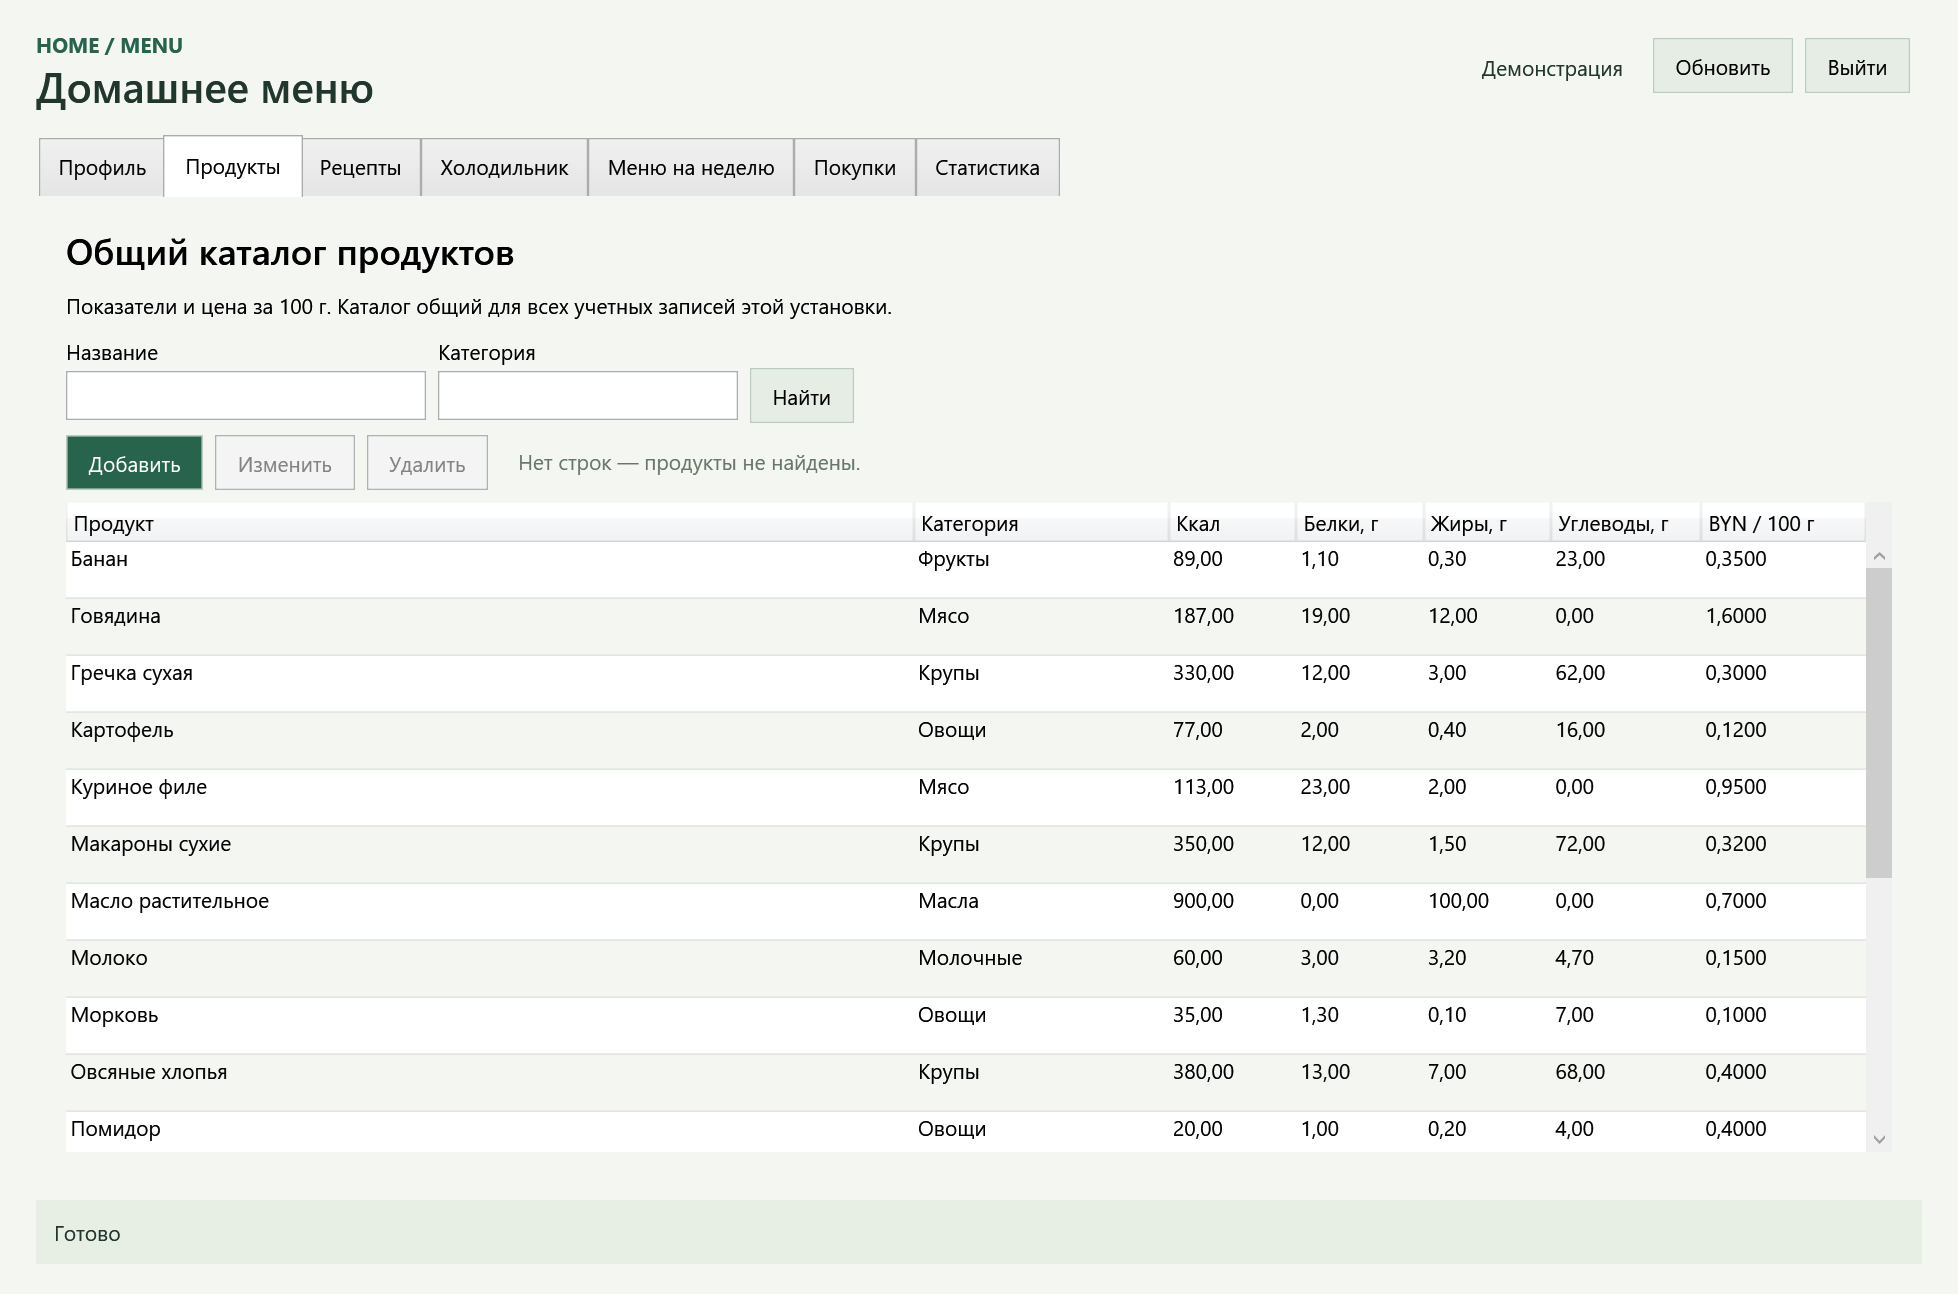 HOME / MENU
Домашнее меню
Демонстрация Обновить Выйти
Профиль Продукты Рецепты Холодильник Меню на неделю Покупки Статистика
Общий каталог продуктов
Показатели и цена за 100 г. Каталог общий для всех учетных записей этой установки.
Название Категория
Найти
Добавить Изменить Удалить Нет строк — продукты не найдены.
Продукт Категория Ккал Белки, г Жиры, г Углеводы, г BYN / 100 г
Банан Фрукты 89,00 1,10 0,30 23,00 0,3500
Говядина Мясо 187,00 19,00 12,00 0,00 1,6000
Гречка сухая Крупы 330,00 12,00 3,00 62,00 0,3000
Картофель Овощи 77,00 2,00 0,40 16,00 0,1200
Куриное филе Мясо 113,00 23,00 2,00 0,00 0,9500
Макароны сухие Крупы 350,00 12,00 1,50 72,00 0,3200
Масло растительное Масла 900,00 0,00 100,00 0,00 0,7000
Молоко Молочные 60,00 3,00 3,20 4,70 0,1500
Морковь Овощи 35,00 1,30 0,10 7,00 0,1000
Овсяные хлопья Крупы 380,00 13,00 7,00 68,00 0,4000
Помидор Овощи 20,00 1,00 0,20 4,00 0,4000
Готово